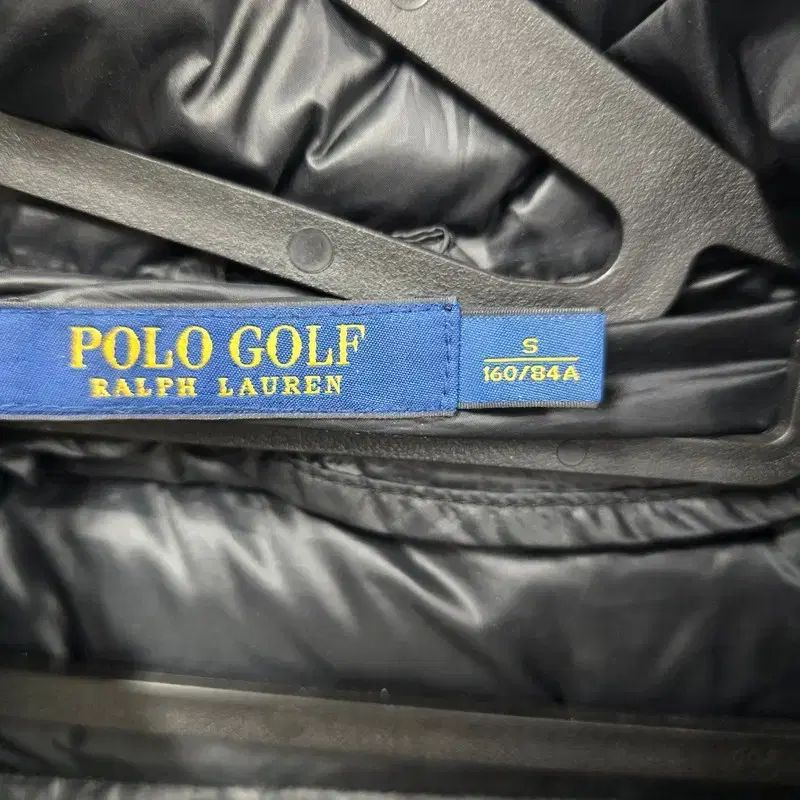 POLO GOLF
RALPH LAUREN
S
160/84A